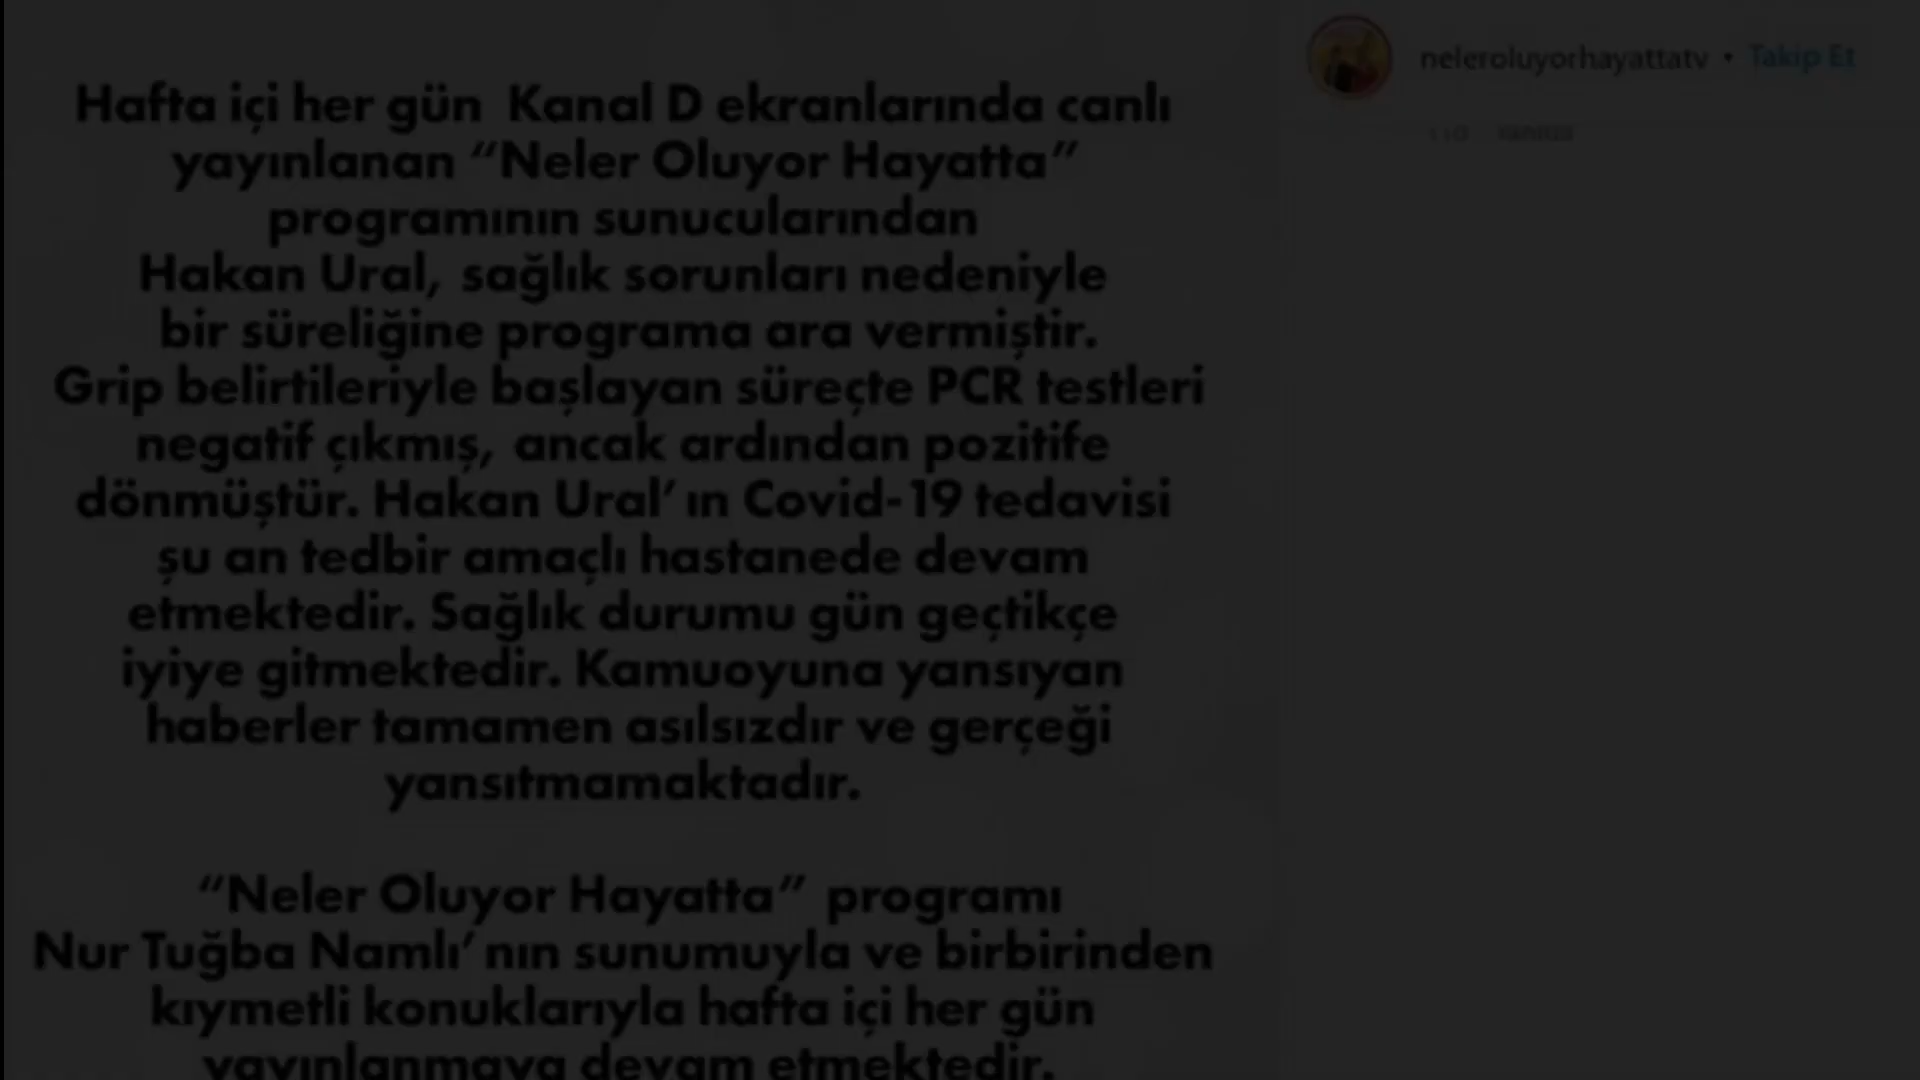 Hafta içi her gün Kanal D ekranlarında canlı
yayınlanan “Neler Oluyor Hayatta”
programının sunucularından
Hakan Ural, sağlık sorunları nedeniyle
bir süreliğine programa ara vermiştir.
Grip belirtileriyle başlayan süreçte PCR testleri
negatif çıkmış, ancak ardından pozitife
dönmüştür. Hakan Ural’ ın Covid-19 tedavisi
şu an tedbir amaçlı hastanede devam
etmektedir. Sağlık durumu gün geçtikçe
iyiye gitmektedir. Kamuoyuna yansıyan
haberler tamamen asılsızdır ve gerçeği
yansıtmamaktadır.
“Neler Oluyor Hayatta” programı
Nur Tuğba Namlı’ nın sunumuyla ve birbirinden
kıymetli konuklarıyla hafta içi her gün
yayınlanmaya devam etmektedir.
neleroluyorhayattatv • Takip Et